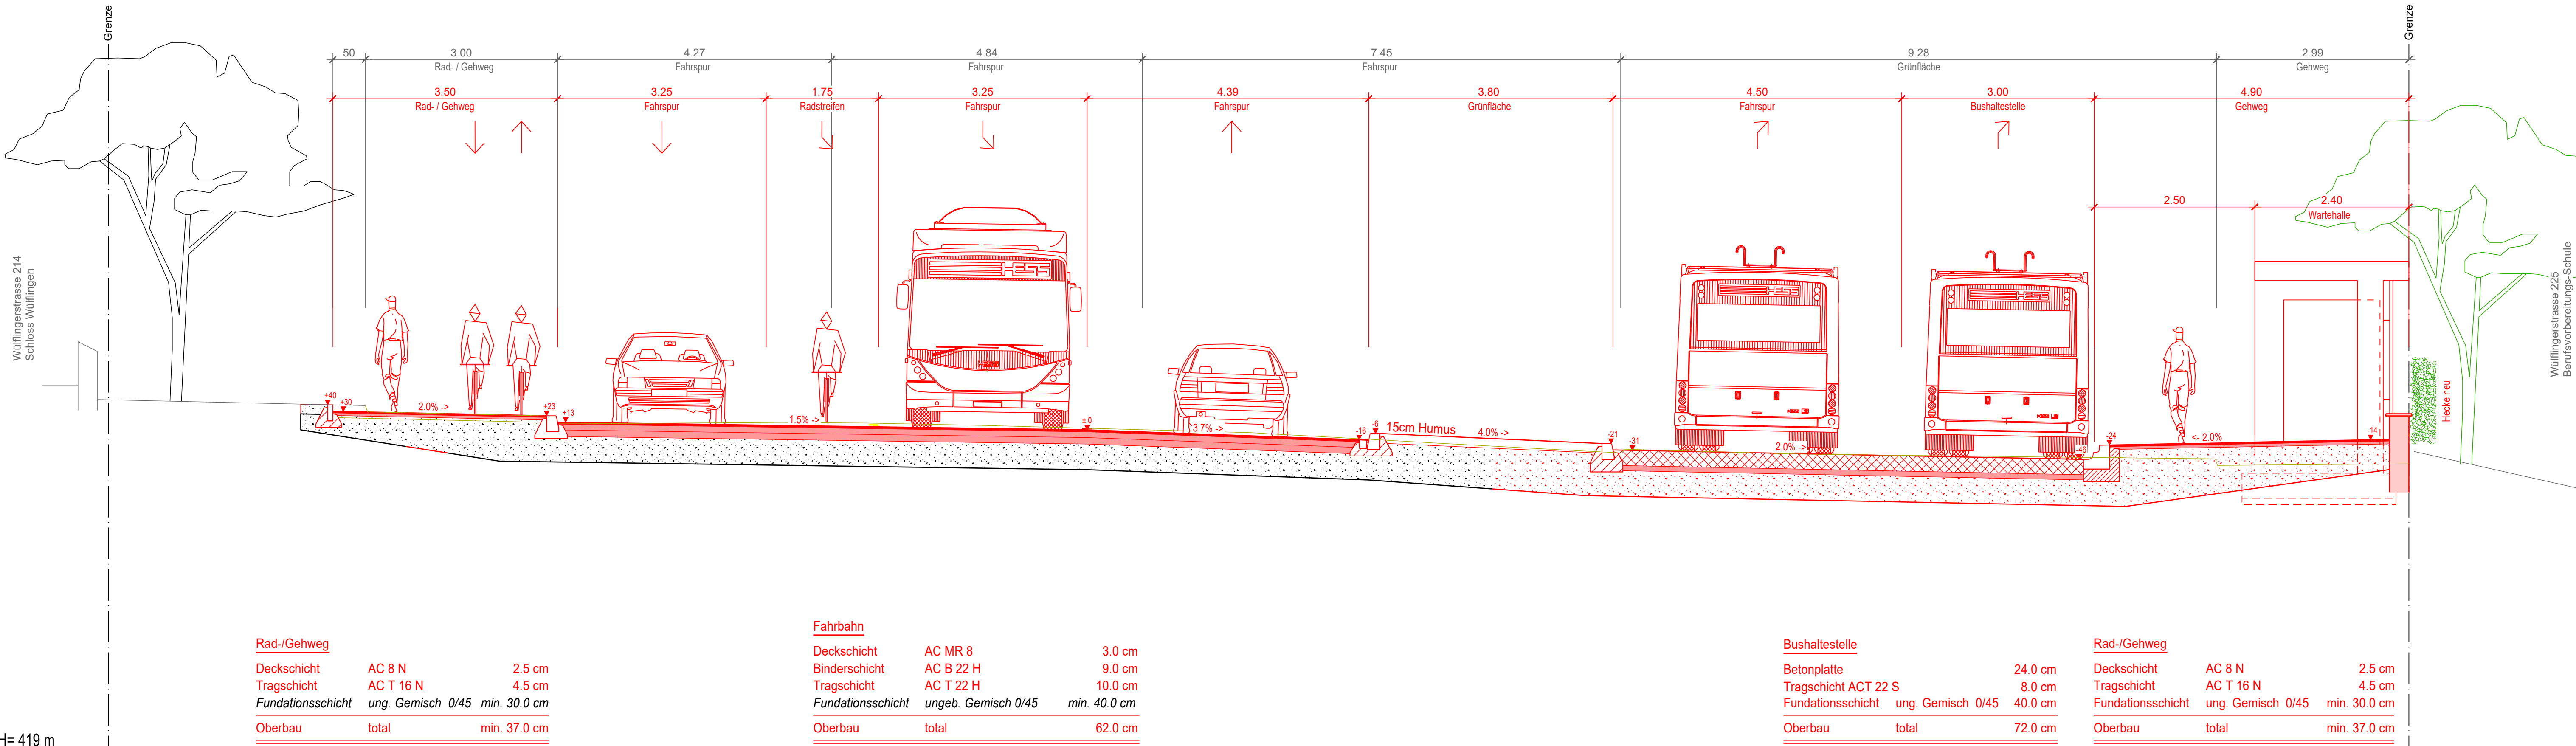 Grenze
Grenze
50
3.00
4.27
4.84
7.45
9.28
2.99
Rad- / Gehweg
Fahrspur
Fahrspur
Fahrspur
Grünfläche
Gehweg
3.50
3.25
1.75
3.25
4.39
3.80
4.50
3.00
4.90
Rad- / Gehweg
Fahrspur
Radstreifen
Fahrspur
Fahrspur
Grünfläche
Fahrspur
Bushaltestelle
Gehweg
2.50
2.40
Wartehalle
Wülflingerstrasse 214
Schloss Wülflingen
Wülflingerstrasse 225
Berufsvorbereitungs-Schule
HESS
HESS
HESS
HESS
HESS
HESS
Hecke neu
+40
+30
2.0% ->
+23
+13
1.5% ->
± 0
3.7% ->
-16
-6
15cm Humus
4.0% ->
-21
-31
2.0% ->
-46
-24
<- 2.0%
-14
Rad-/Gehweg
Deckschicht AC 8 N 2.5 cm
Tragschicht AC T 16 N 4.5 cm
Fundationsschicht ung. Gemisch 0/45 min. 30.0 cm
Oberbau total min. 37.0 cm
Fahrbahn
Deckschicht AC MR 8 3.0 cm
Binderschicht AC B 22 H 9.0 cm
Tragschicht AC T 22 H 10.0 cm
Fundationsschicht ungeb. Gemisch 0/45 min. 40.0 cm
Oberbau total 62.0 cm
Bushaltestelle
Betonplatte 24.0 cm
Tragschicht ACT 22 S 8.0 cm
Fundationsschicht ung. Gemisch 0/45 40.0 cm
Oberbau total 72.0 cm
Rad-/Gehweg
Deckschicht AC 8 N 2.5 cm
Tragschicht AC T 16 N 4.5 cm
Fundationsschicht ung. Gemisch 0/45 min. 30.0 cm
Oberbau total min. 37.0 cm
H= 419 m